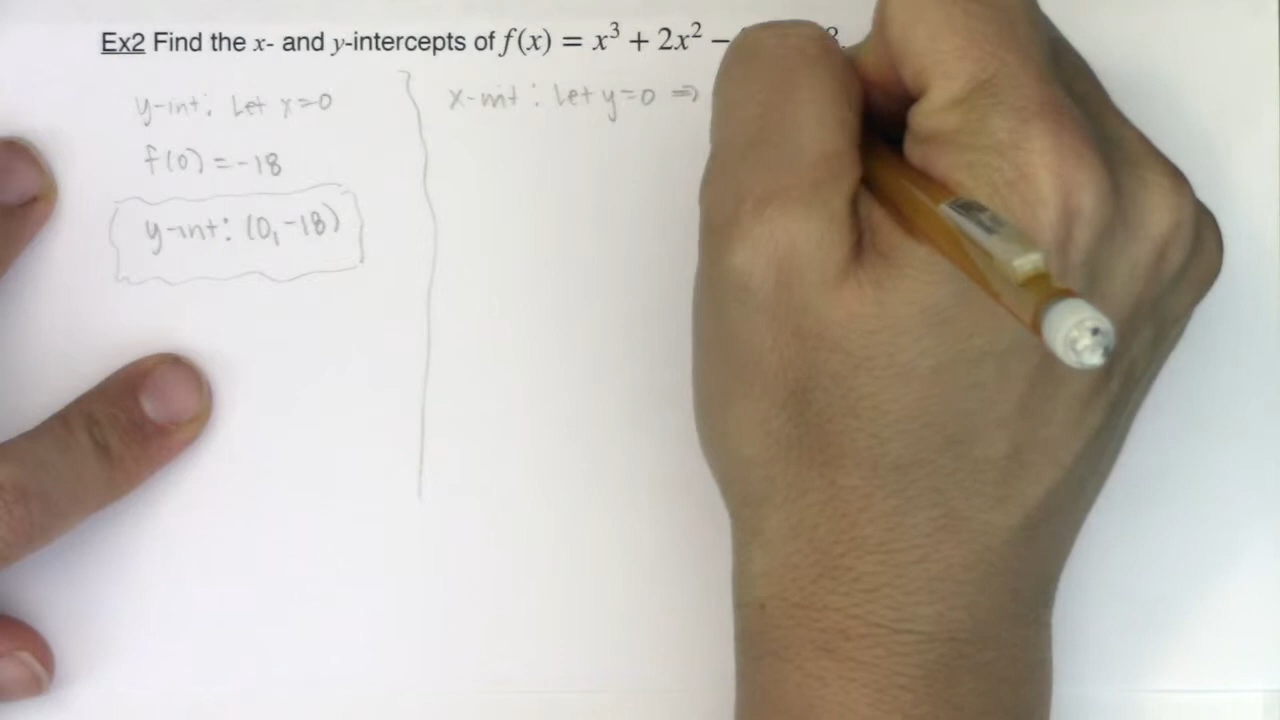 Ex2 Find the x- and y-intercepts of f(x) = x³ + 2x² −
y-int: Let x=0
f(0) = -18
y-int: (0, -18)
x-int: Let y=0 ⇒